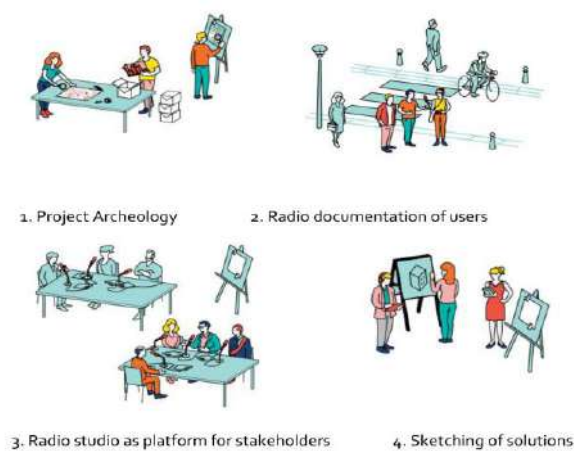 1. Project Archeology
2. Radio documentation of users
3. Radio studio as platform for stakeholders
4. Sketching of solutions